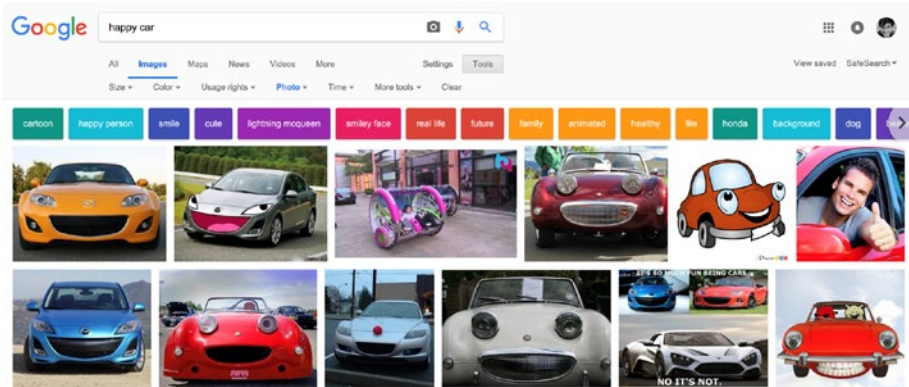 Google
happy car
All Images Maps News Videos More Settings Tools
View saved SafeSearch
Size Color Usage rights Photo Time More tools Clear
cartoon happy person smile cute lightning mcqueen smiley face real life future family animated healthy life honda background dog
IT'S SO MUCH FUN BEING CARS
NO IT'S NOT.